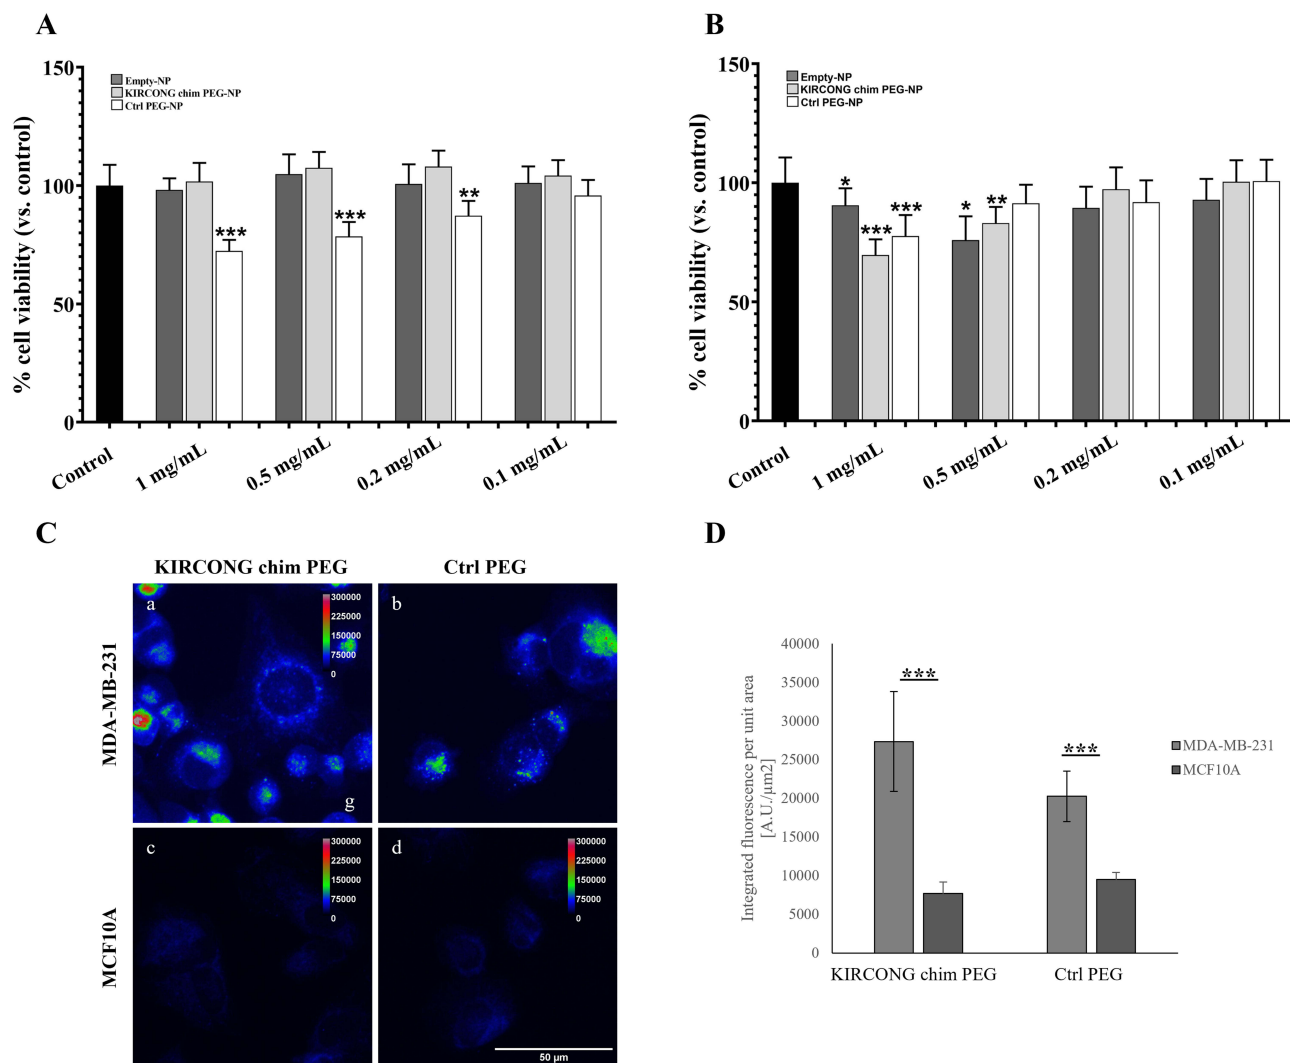 A
% cell viability (vs. control)
150
100
50
0
Empty-NP
KIRCONG chim PEG-NP
Ctrl PEG-NP
***
***
**
Control
1 mg/mL
0.5 mg/mL
0.2 mg/mL
0.1 mg/mL
B
% cell viability (vs. control)
150
100
50
0
Empty-NP
KIRCONG chim PEG-NP
Ctrl PEG-NP
*
***
***
*
**
Control
1 mg/mL
0.5 mg/mL
0.2 mg/mL
0.1 mg/mL
C
KIRCONG chim PEG
Ctrl PEG
MDA-MB-231
MCF10A
a
300000
225000
150000
75000
0
g
b
c
300000
225000
150000
75000
0
d
300000
225000
150000
75000
0
50 µm
D
Integrated fluorescence per unit area
[A.U./µm2]
40000
35000
30000
25000
20000
15000
10000
5000
0
***
***
MDA-MB-231
MCF10A
KIRCONG chim PEG
Ctrl PEG